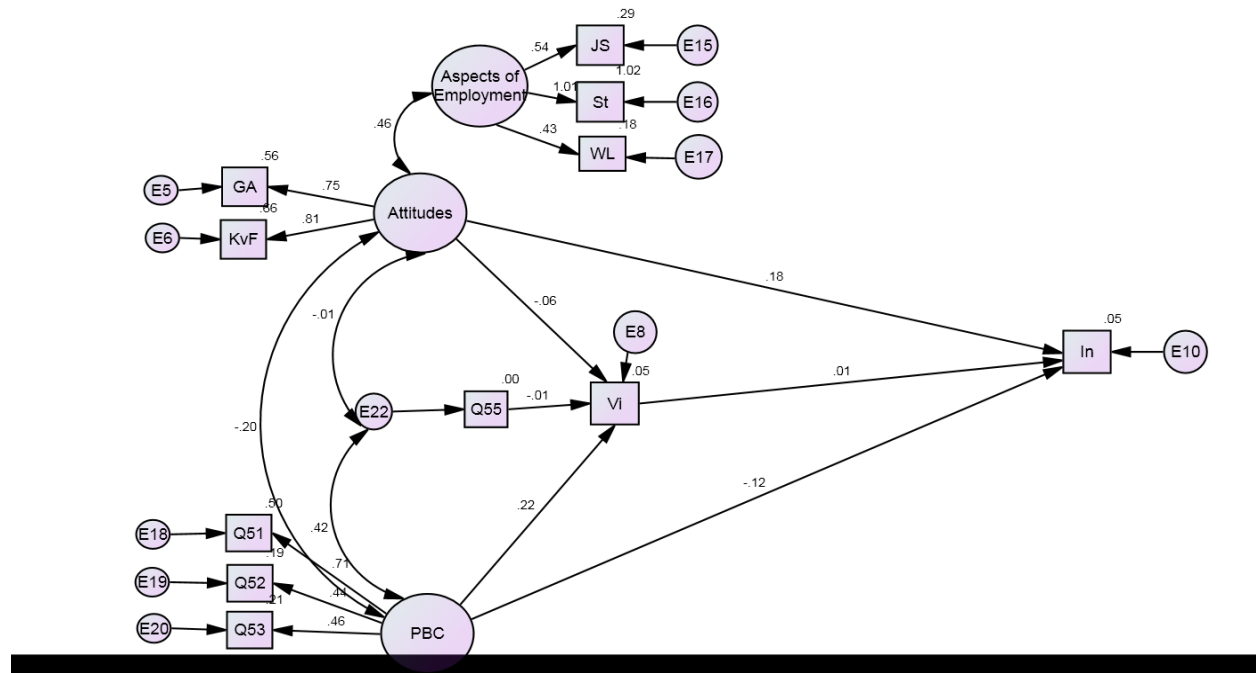 .29
.54
JS
E15
Aspects of
Employment
1.02
1.01
St
E16
.46
.43
.18
WL
E17
.56
E5
GA
.75
.66
Attitudes
E6
KvF
.81
.18
-.01
-.06
E8
.05
.05
In
E10
.00
.01
E22
Q55
-.01
Vi
-.20
-.12
.50
.22
E18
Q51
.42
.19
.71
E19
Q52
.44
.21
E20
Q53
.46
PBC